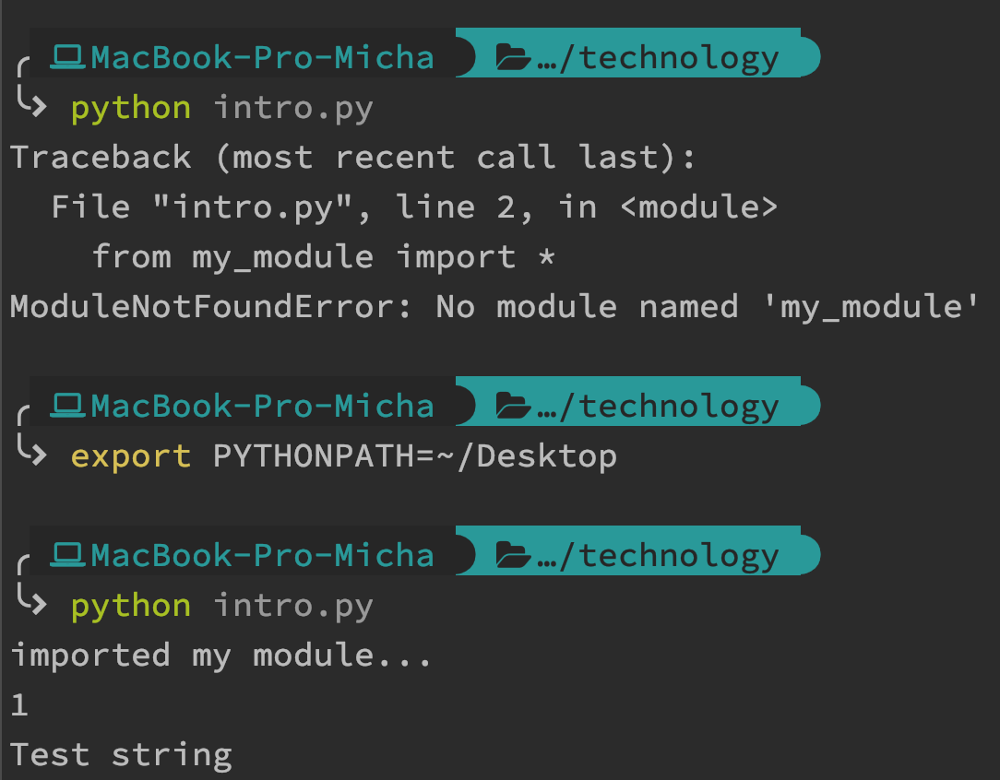 MacBook-Pro-Micha …/technology
python intro.py
Traceback (most recent call last):
  File "intro.py", line 2, in <module>
    from my_module import *
ModuleNotFoundError: No module named 'my_module'
MacBook-Pro-Micha …/technology
export PYTHONPATH=~/Desktop
MacBook-Pro-Micha …/technology
python intro.py
imported my module...
1
Test string